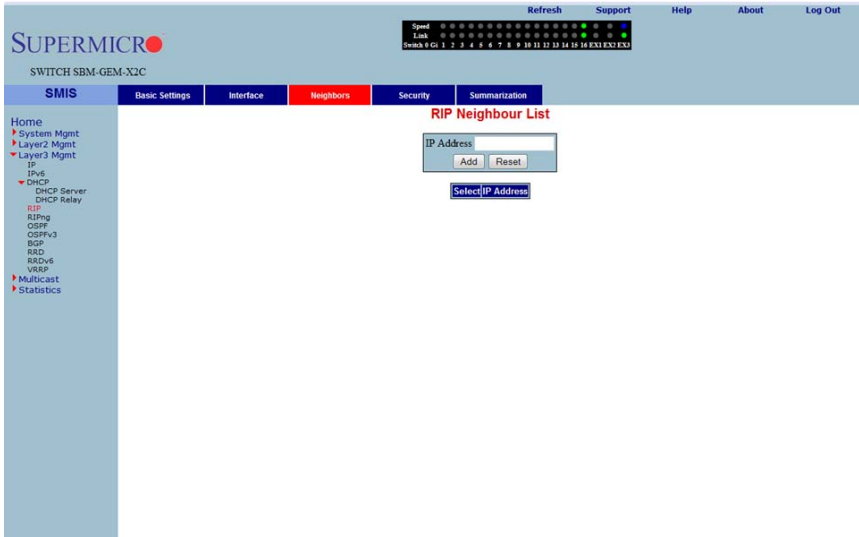 Refresh Support Help About Log Out
SUPERMICRO
Speed
Link
Switch 0 Gi 1 2 3 4 5 6 7 8 9 10 11 12 13 14 15 16 EX1 EX2 EX3
SWITCH SBM-GEM-X2C
SMIS
Basic Settings Interface Neighbors Security Summarization
Home
System Mgmt
Layer2 Mgmt
Layer3 Mgmt
IP
IPv6
DHCP
DHCP Server
DHCP Relay
RIP
RIPng
OSPF
OSPFv3
BGP
RRD
RRDv6
VRRP
Multicast
Statistics
RIP Neighbour List
IP Address
Add Reset
Select IP Address